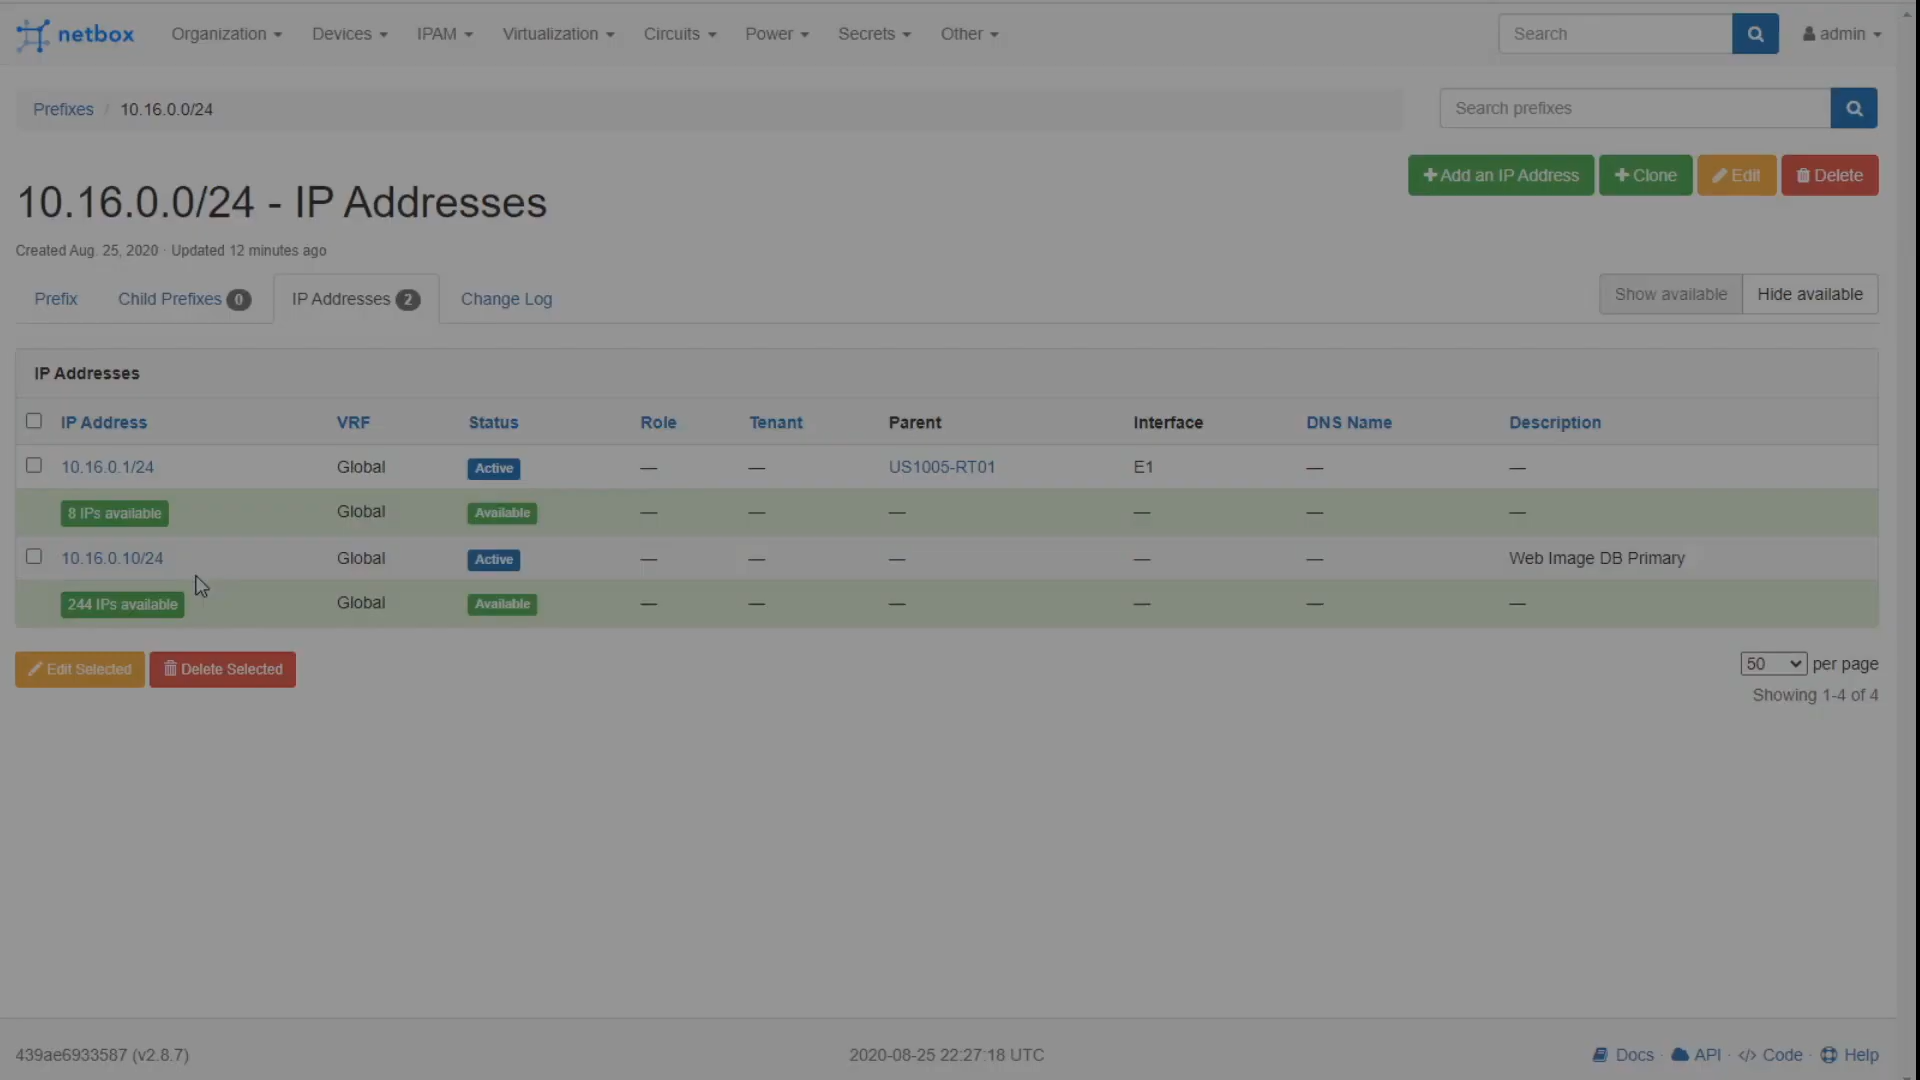 netbox Organization Devices IPAM Virtualization Circuits Power Secrets Other Search admin
Prefixes / 10.16.0.0/24 Search prefixes
+ Add an IP Address + Clone Edit Delete
10.16.0.0/24 - IP Addresses
Created Aug. 25, 2020 · Updated 12 minutes ago
Prefix Child Prefixes 0 IP Addresses 2 Change Log Show available Hide available
IP Addresses
IP Address VRF Status Role Tenant Parent Interface DNS Name Description
10.16.0.1/24 Global Active — — US1005-RT01 E1 — —
8 IPs available Global Available — — — — — —
10.16.0.10/24 Global Active — — — — — Web Image DB Primary
244 IPs available Global Available — — — — — —
Edit Selected Delete Selected 50 per page
Showing 1-4 of 4
439ae6933587 (v2.8.7) 2020-08-25 22:27:18 UTC Docs · API · </> Code · Help